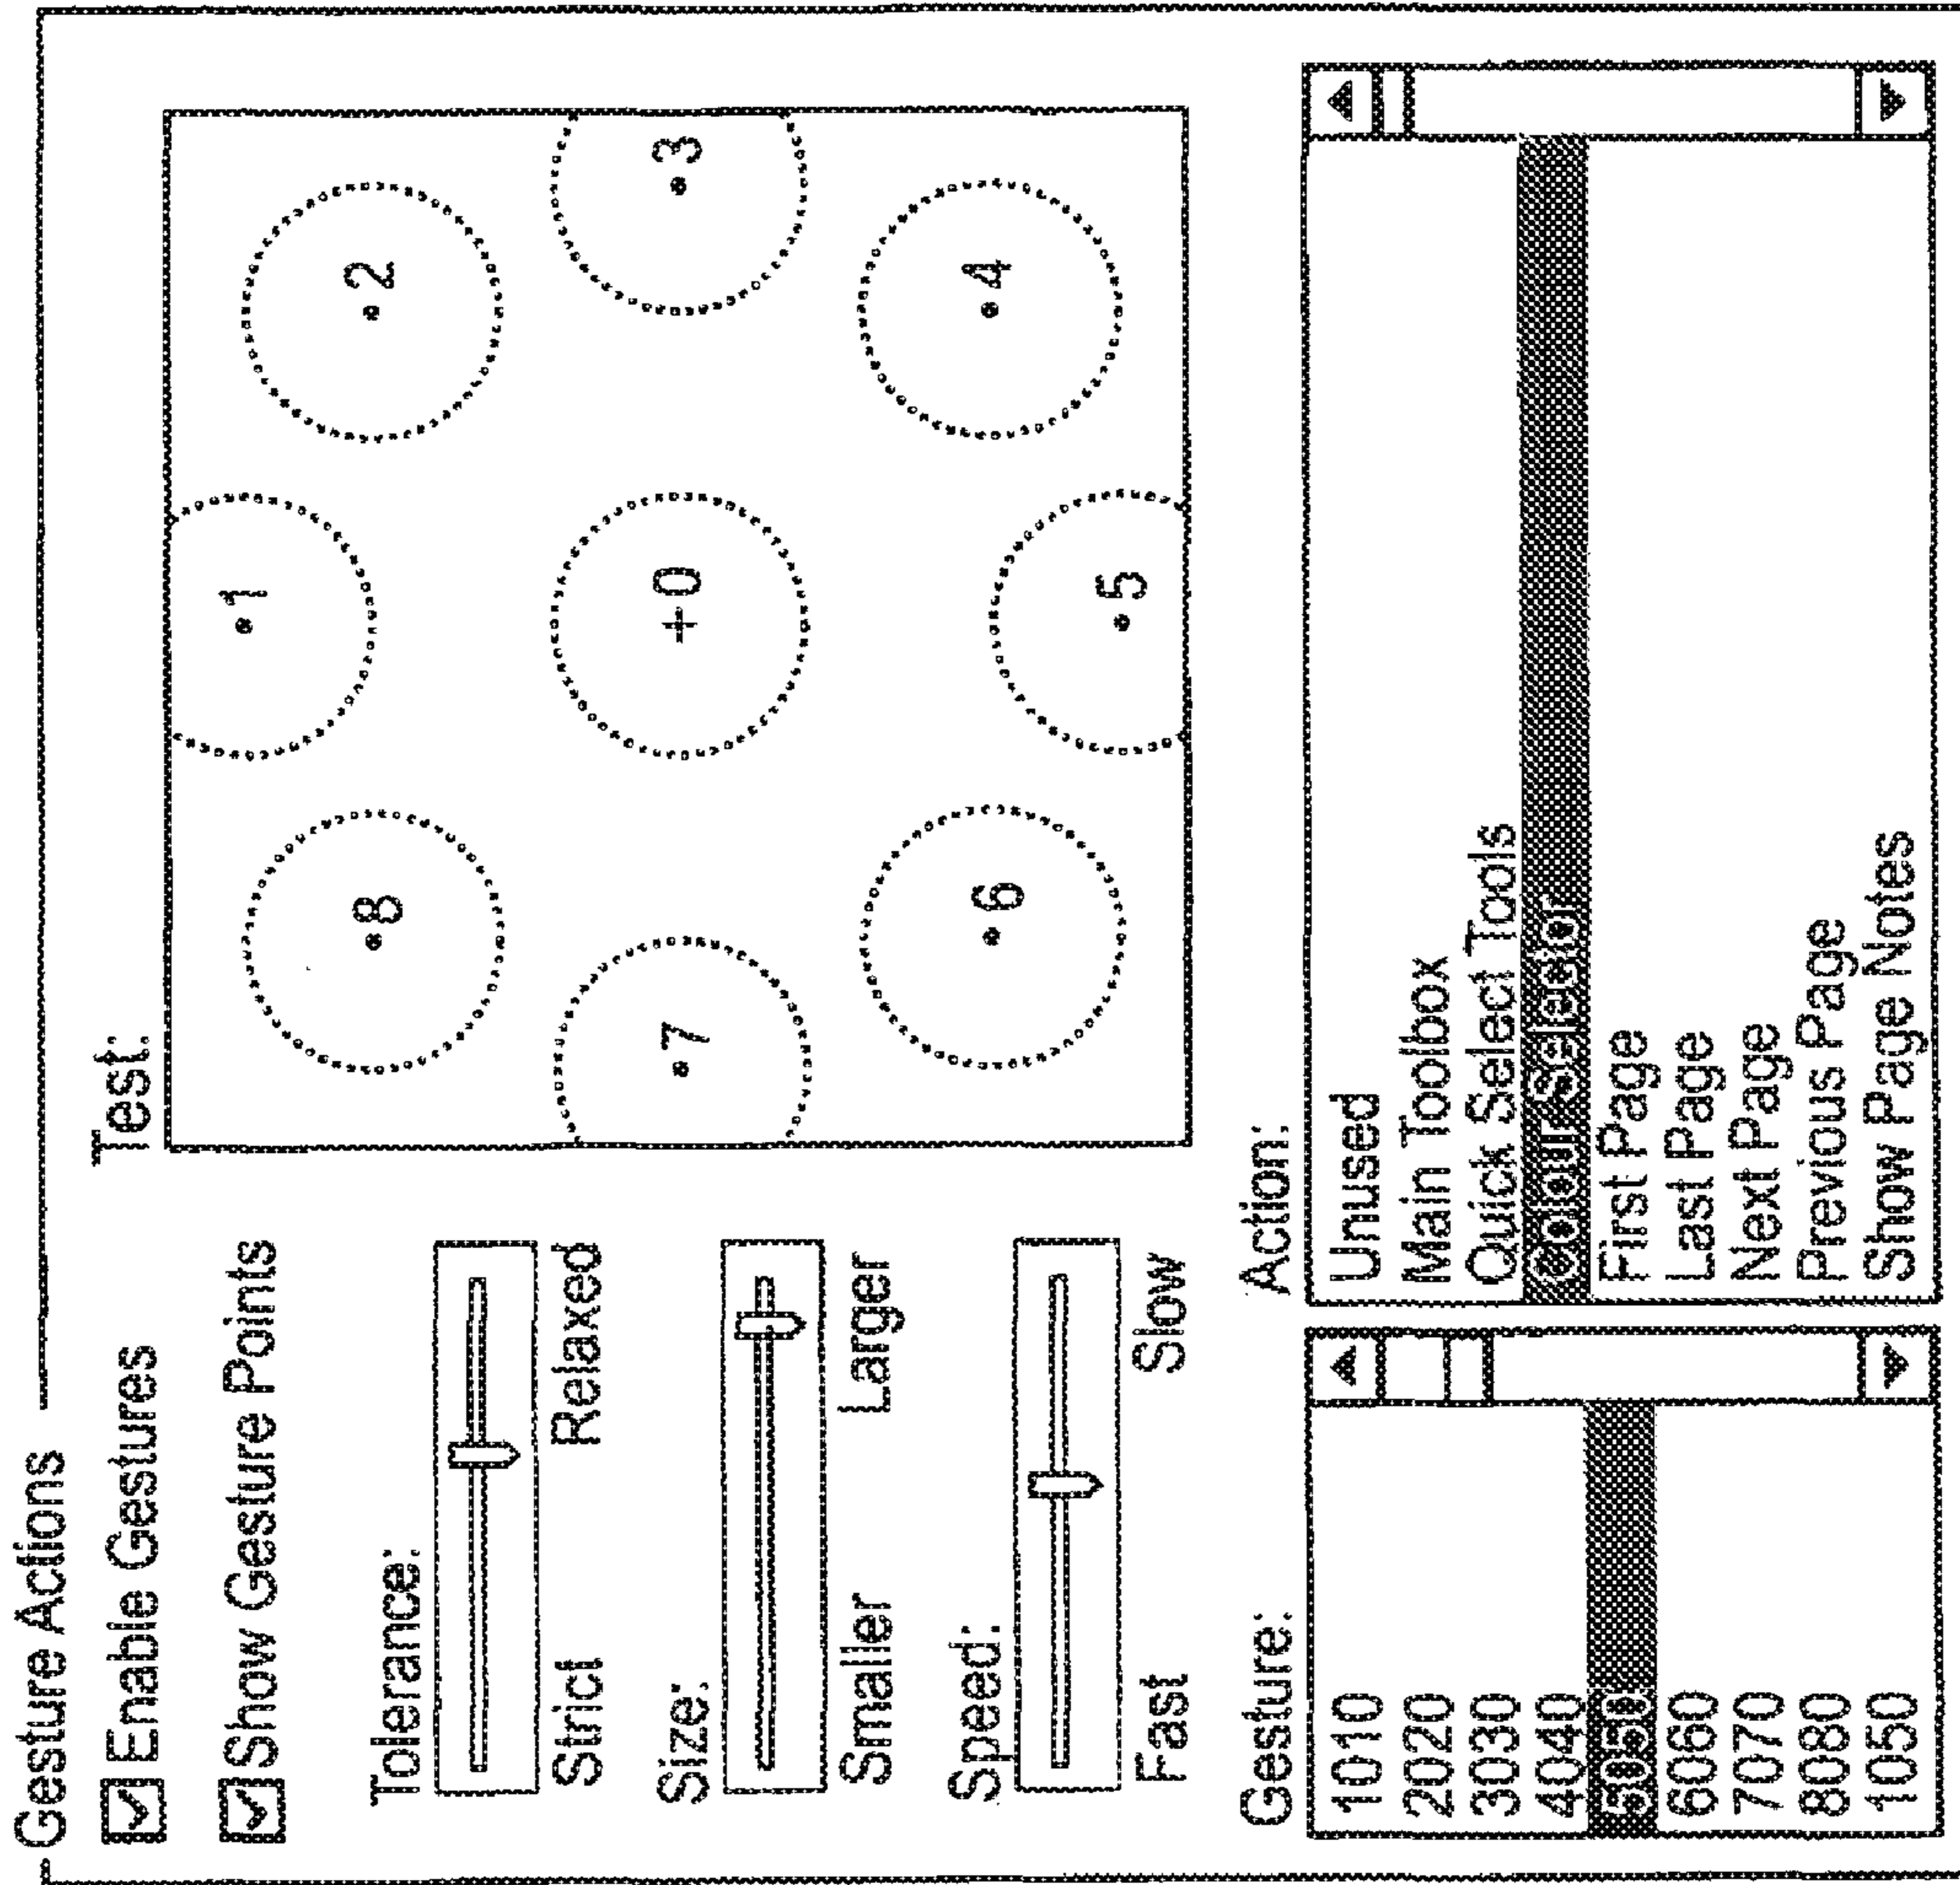 Gesture Actions
Enable Gestures
Show Gesture Points
Tolerance:
Strict Relaxed
Size:
Smaller Larger
Speed:
Fast Slow
Test:
8 1 2
7 +0 3
6 5 4
Gesture:
1010
2020
3030
4040
5050
6060
7070
8080
1050
Action:
Unused
Main Toolbox
Quick Select Tools
Colour Selector
First Page
Last Page
Next Page
Previous Page
Show Page Notes